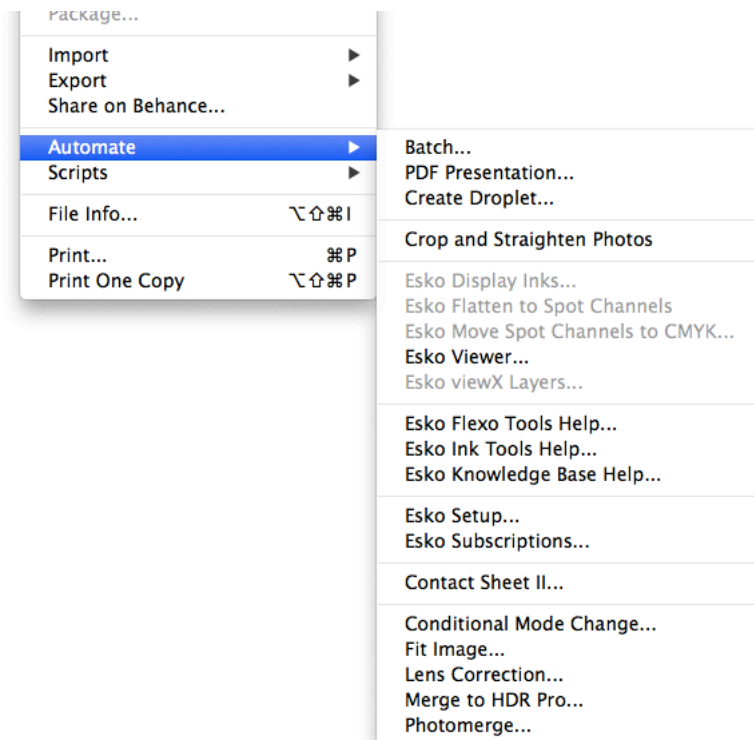 Package...
Import
Export
Share on Behance...
Automate
Scripts
File Info... ⌥⇧⌘I
Print... ⌘P
Print One Copy ⌥⇧⌘P
Batch...
PDF Presentation...
Create Droplet...
Crop and Straighten Photos
Esko Display Inks...
Esko Flatten to Spot Channels
Esko Move Spot Channels to CMYK...
Esko Viewer...
Esko viewX Layers...
Esko Flexo Tools Help...
Esko Ink Tools Help...
Esko Knowledge Base Help...
Esko Setup...
Esko Subscriptions...
Contact Sheet II...
Conditional Mode Change...
Fit Image...
Lens Correction...
Merge to HDR Pro...
Photomerge...